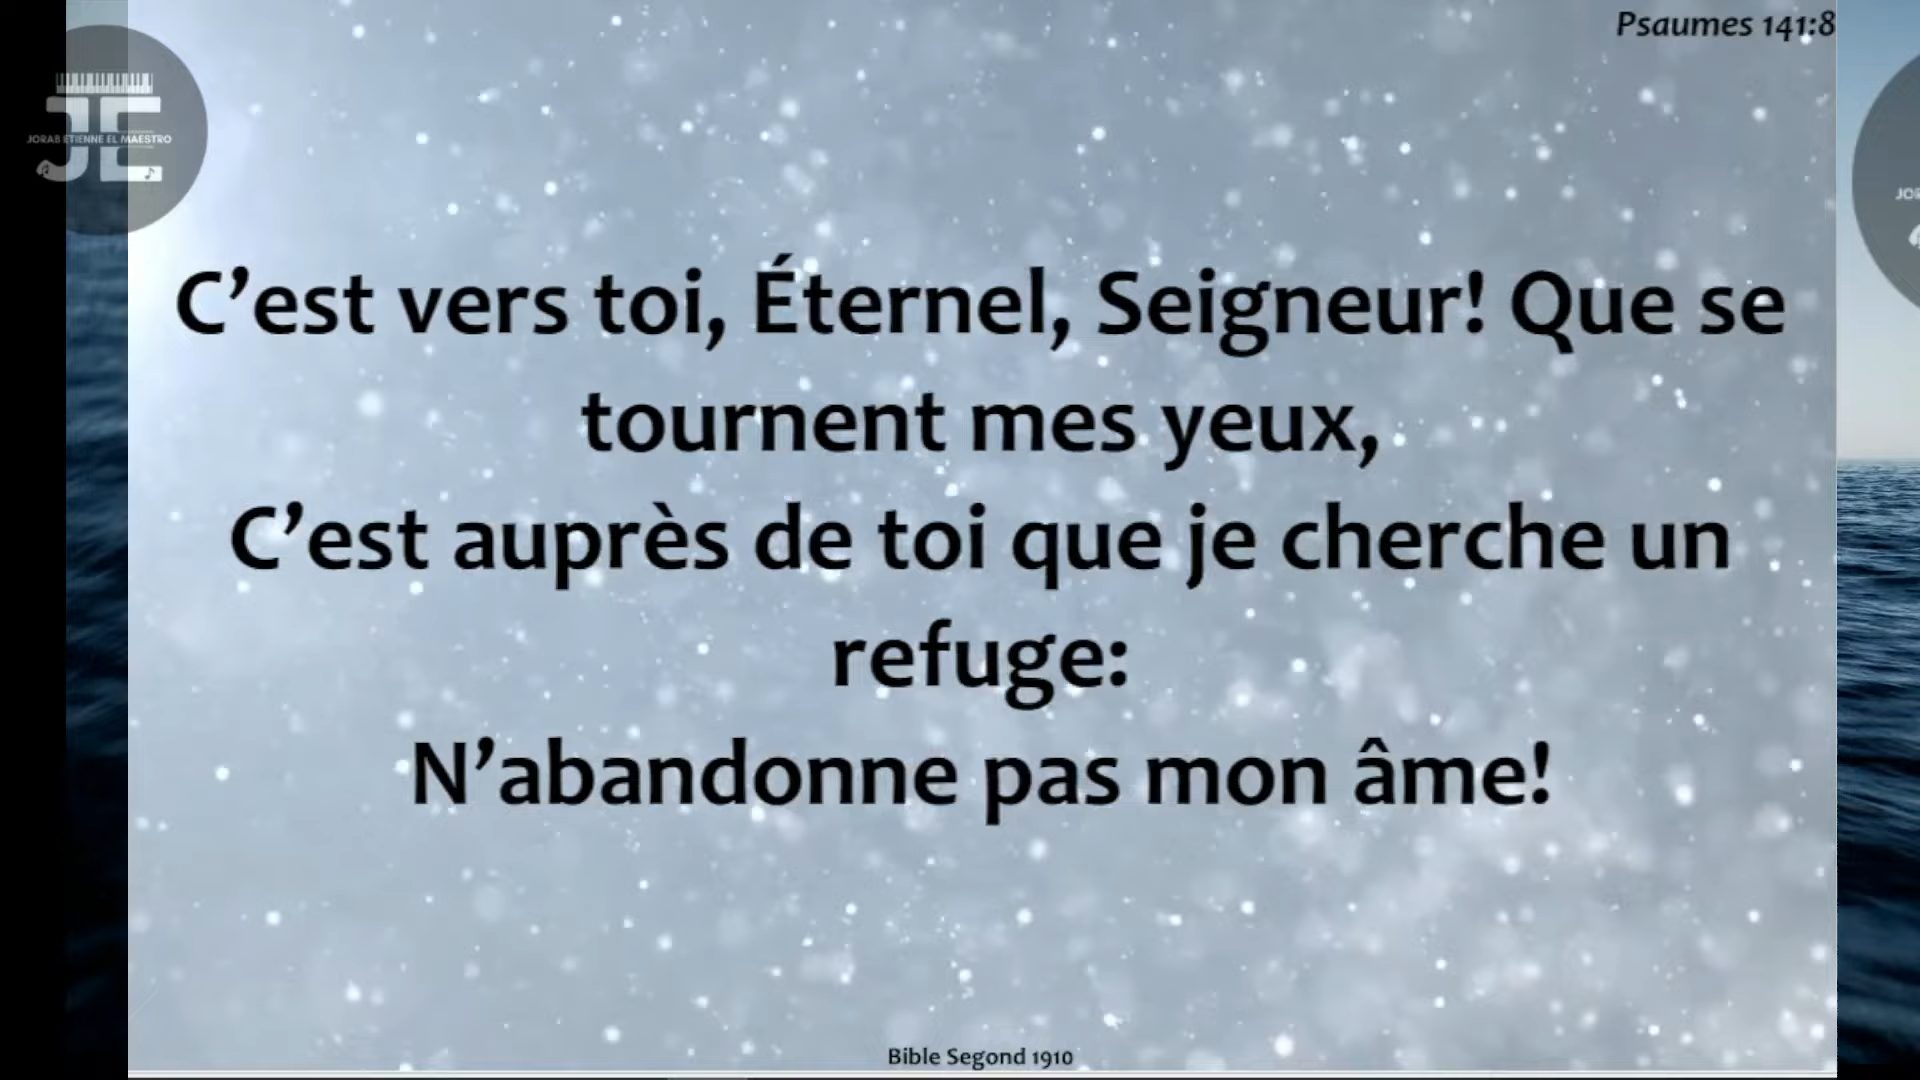 Psaumes 141:8
JORAB ETIENNE EL MAESTRO
C’est vers toi, Éternel, Seigneur! Que se
tournent mes yeux,
C’est auprès de toi que je cherche un
refuge:
N’abandonne pas mon âme!
Bible Segond 1910